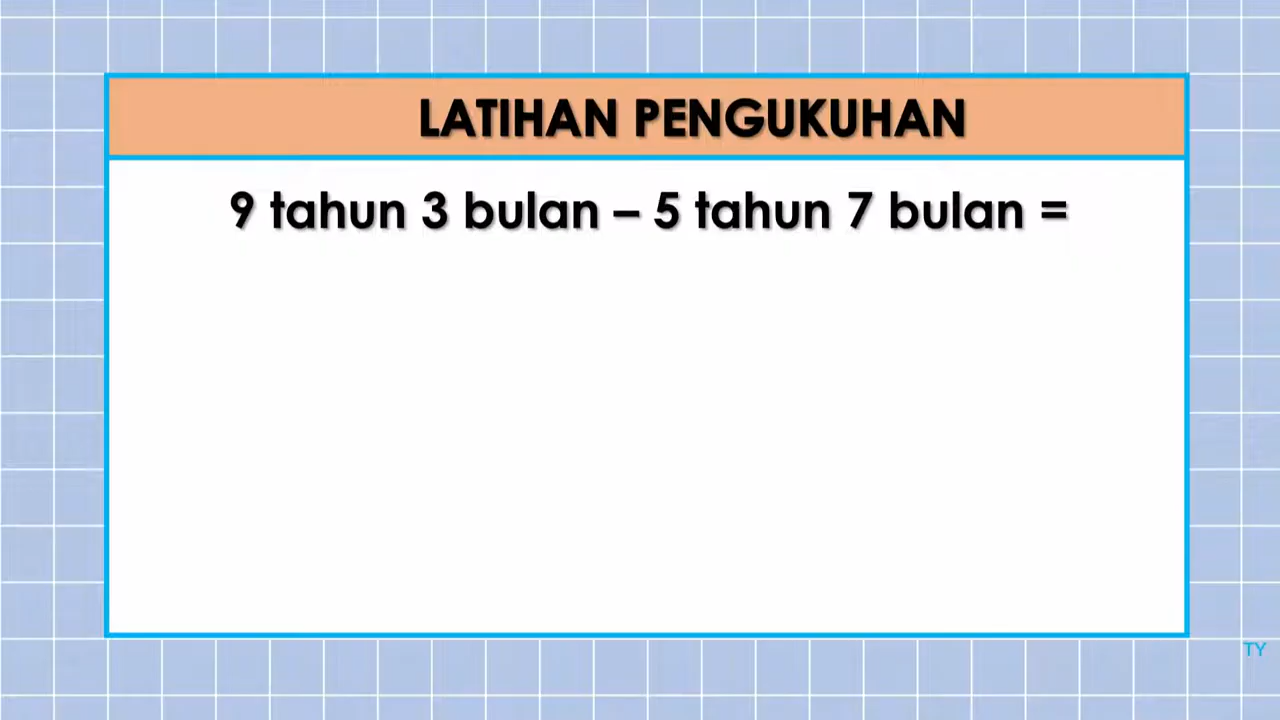 LATIHAN PENGUKUHAN
9 tahun 3 bulan – 5 tahun 7 bulan =
TY